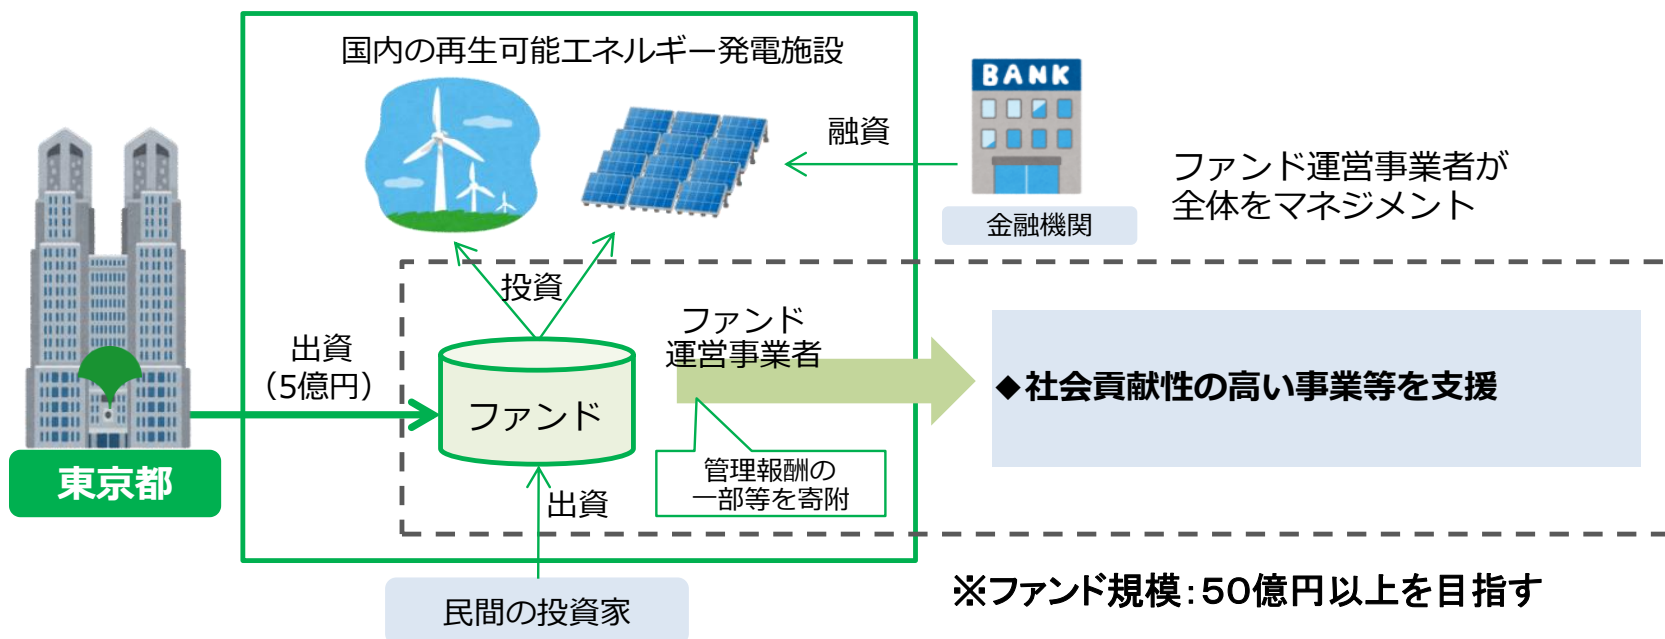 国内の再生可能エネルギー発電施設
BANK
融資
金融機関
ファンド運営事業者が
全体をマネジメント
投資
ファンド
運営事業者
出資
（5億円）
ファンド
◆社会貢献性の高い事業等を支援
管理報酬の
一部等を寄附
東京都
出資
民間の投資家
※ファンド規模：50億円以上を目指す